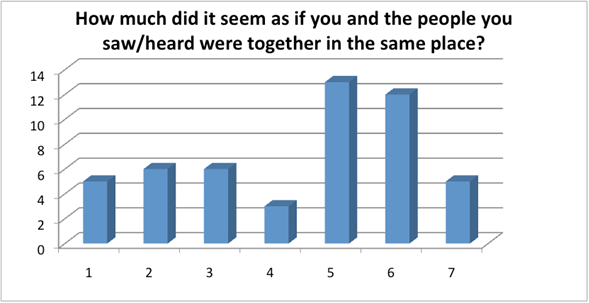 How much did it seem as if you and the people you
saw/heard were together in the same place?
14
12
10
8
6
4
2
0
1 2 3 4 5 6 7